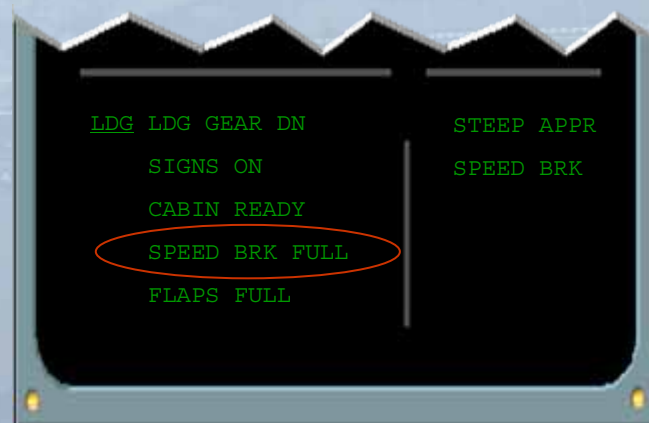 LDG LDG GEAR DN
SIGNS ON
CABIN READY
SPEED BRK FULL
FLAPS FULL
STEEP APPR
SPEED BRK